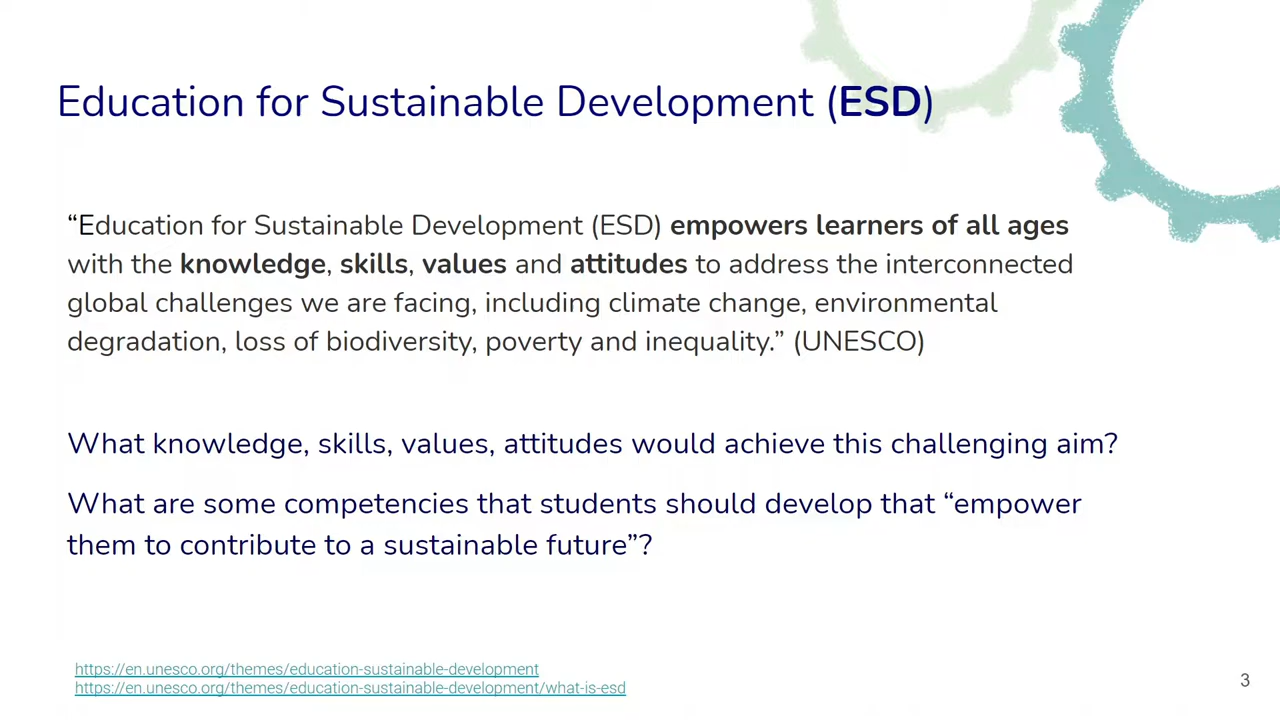 Education for Sustainable Development (ESD)
“Education for Sustainable Development (ESD) empowers learners of all ages
with the knowledge, skills, values and attitudes to address the interconnected
global challenges we are facing, including climate change, environmental
degradation, loss of biodiversity, poverty and inequality.” (UNESCO)
What knowledge, skills, values, attitudes would achieve this challenging aim?
What are some competencies that students should develop that “empower
them to contribute to a sustainable future”?
https://en.unesco.org/themes/education-sustainable-development
https://en.unesco.org/themes/education-sustainable-development/what-is-esd
3